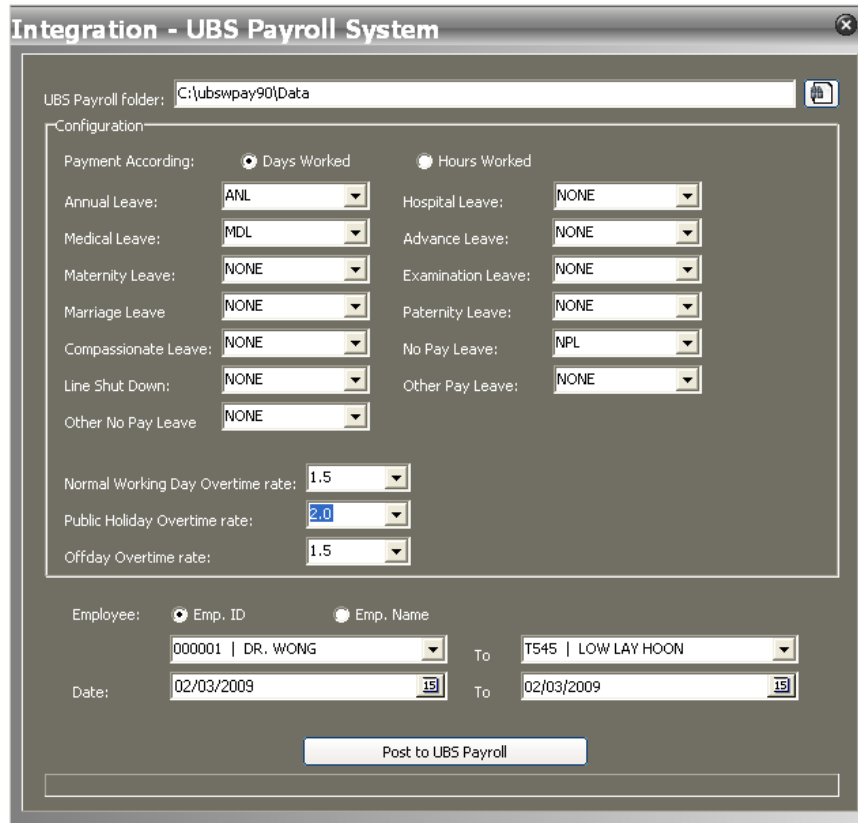 Integration - UBS Payroll System
UBS Payroll folder: C:\ubswpay90\Data
Configuration
Payment According: Days Worked Hours Worked
Annual Leave: ANL Hospital Leave: NONE
Medical Leave: MDL Advance Leave: NONE
Maternity Leave: NONE Examination Leave: NONE
Marriage Leave NONE Paternity Leave: NONE
Compassionate Leave: NONE No Pay Leave: NPL
Line Shut Down: NONE Other Pay Leave: NONE
Other No Pay Leave NONE
Normal Working Day Overtime rate: 1.5
Public Holiday Overtime rate: 2.0
Offday Overtime rate: 1.5
Employee: Emp. ID Emp. Name
000001 | DR. WONG To T545 | LOW LAY HOON
Date: 02/03/2009 15 To 02/03/2009 15
Post to UBS Payroll